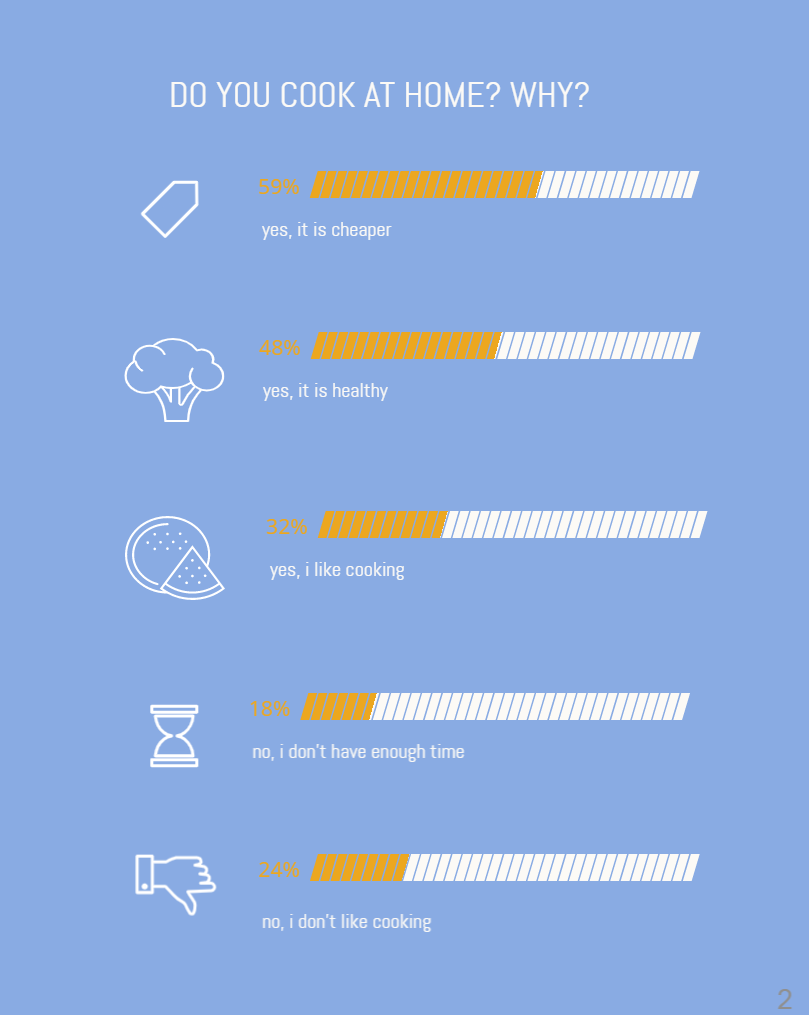 DO YOU COOK AT HOME? WHY?
59%
yes, it is cheaper
48%
yes, it is healthy
32%
yes, i like cooking
18%
no, i don't have enough time
24%
no, i don't like cooking
2